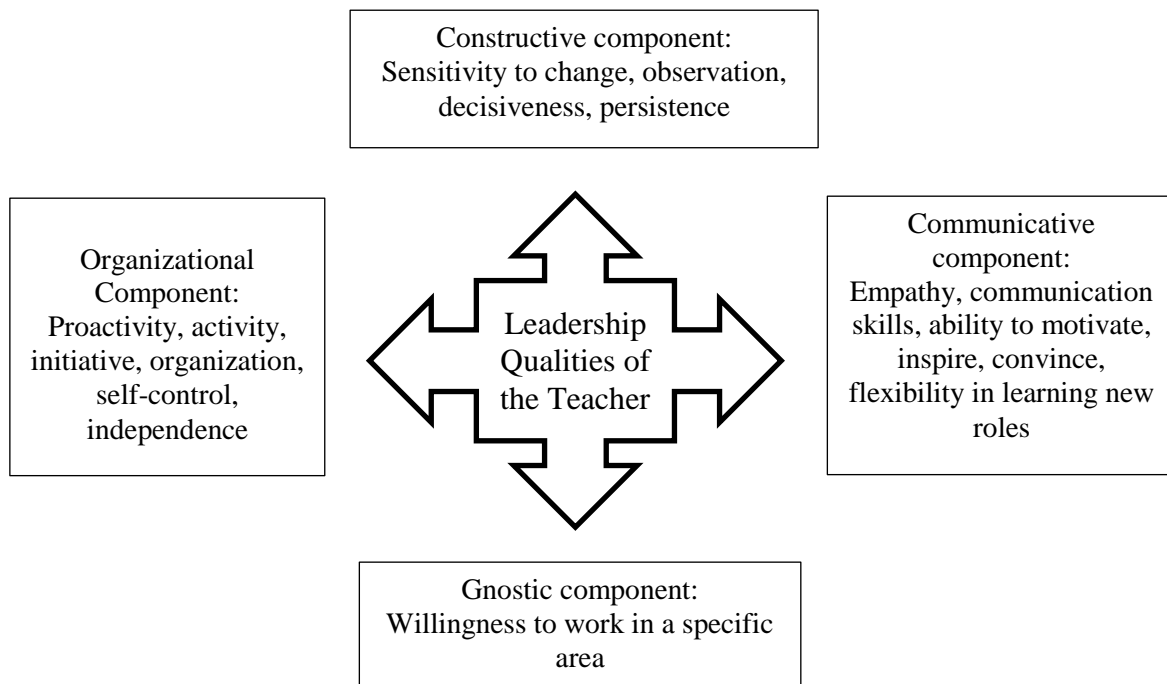 Constructive component:
Sensitivity to change, observation,
decisiveness, persistence
Organizational
Component:
Proactivity, activity,
initiative, organization,
self-control,
independence
Leadership
Qualities of
the Teacher
Communicative
component:
Empathy, communication
skills, ability to motivate,
inspire, convince,
flexibility in learning new
roles
Gnostic component:
Willingness to work in a specific
area